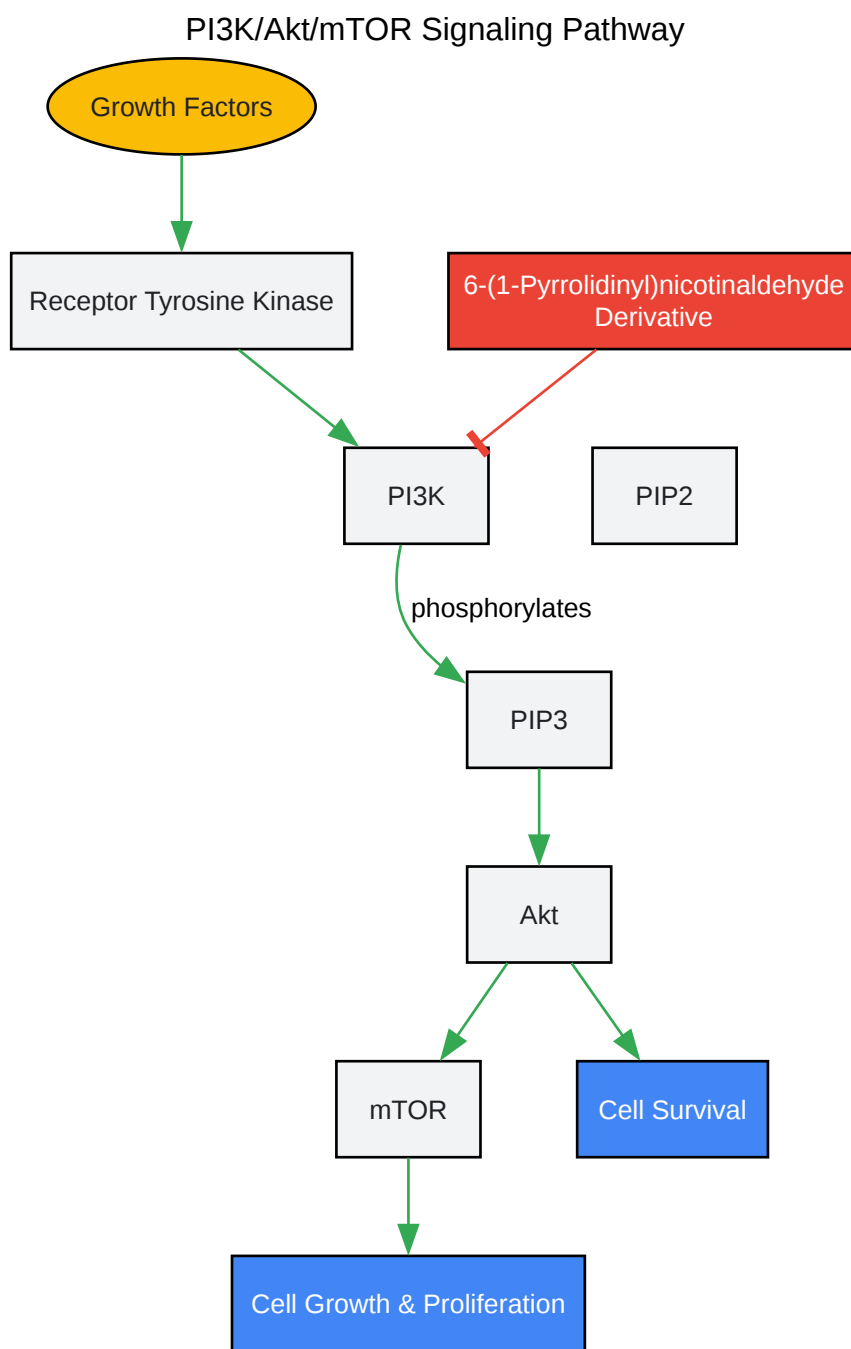 PI3K/Akt/mTOR Signaling Pathway
Growth Factors
Receptor Tyrosine Kinase
6-(1-Pyrrolidinyl)nicotinaldehyde
Derivative
PI3K
PIP2
phosphorylates
PIP3
Akt
mTOR
Cell Survival
Cell Growth & Proliferation